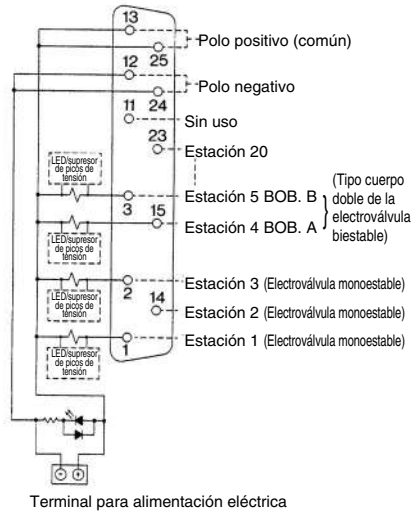 13
Polo positivo (común)
12 25
Polo negativo
24
11
Sin uso
23
Estación 20
LED/supresor
de picos de
tensión
Estación 5 BOB. B
3 15
Estación 4 BOB. A
(Tipo cuerpo
doble de la
electroválvula
biestable)
LED/supresor
de picos de
tensión
Estación 3 (Electroválvula monoestable)
2
14
LED/supresor
de picos de
tensión
Estación 2 (Electroválvula monoestable)
Estación 1 (Electroválvula monoestable)
1
LED/supresor
de picos de
tensión
Terminal para alimentación eléctrica